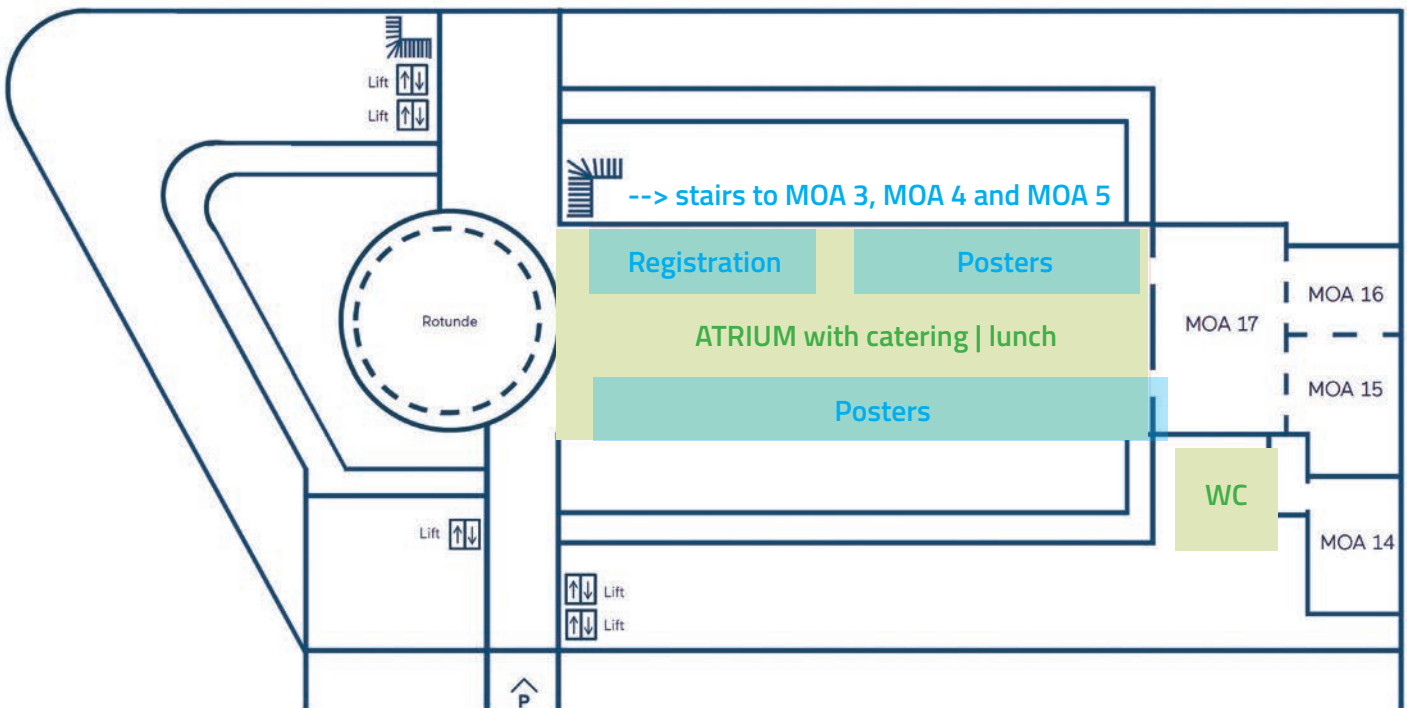 Lift
Lift
--> stairs to MOA 3, MOA 4 and MOA 5
Registration
Posters
MOA 16
Rotunde
ATRIUM with catering | lunch
MOA 17
MOA 15
Posters
WC
Lift
MOA 14
Lift
Lift
P